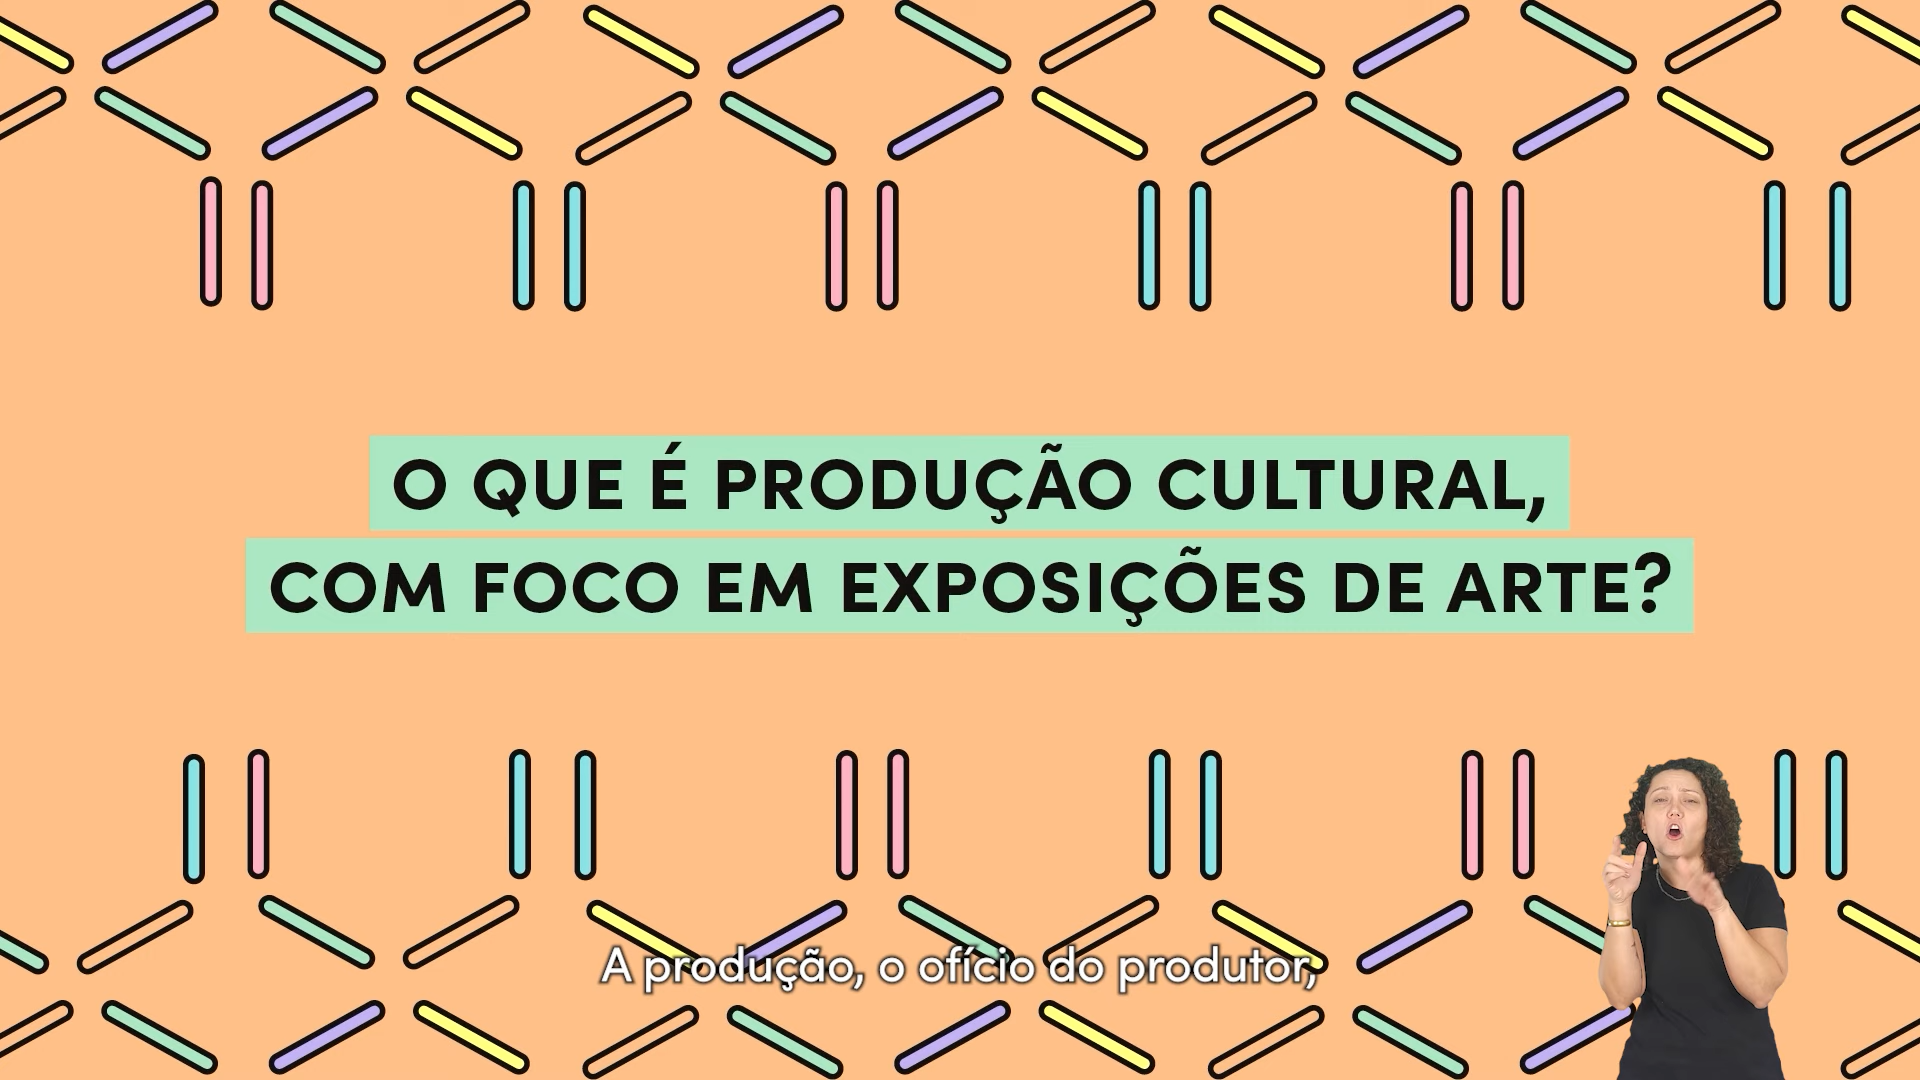 O QUE É PRODUÇÃO CULTURAL,
COM FOCO EM EXPOSIÇÕES DE ARTE?
A produção, o ofício do produtor,